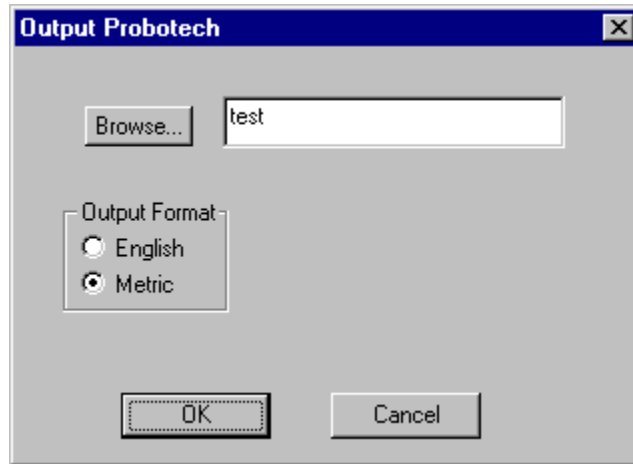 Output Probotech
Browse...
test
Output Format
English
Metric
OK
Cancel